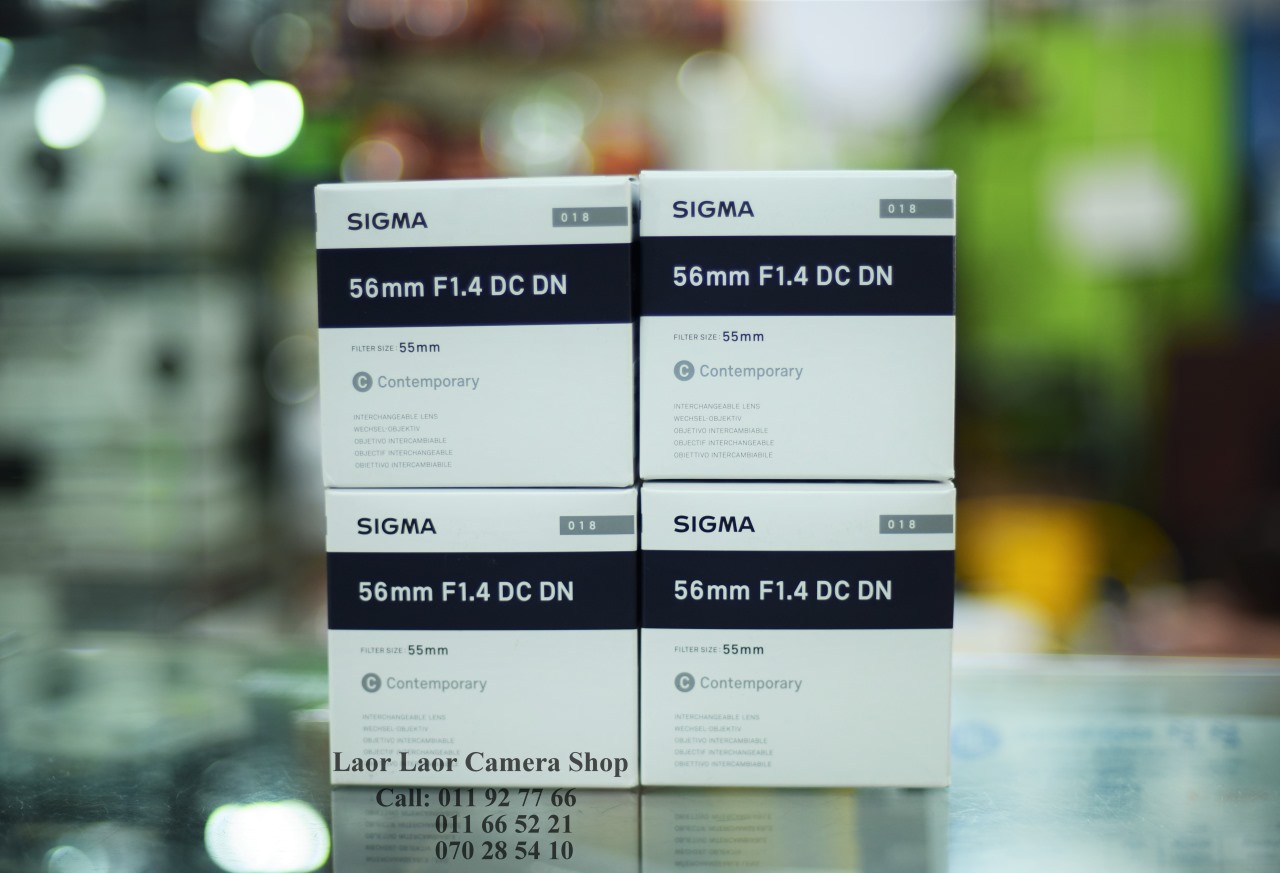 SIGMA 018
56mm F1.4 DC DN
FILTER SIZE : 55mm
C Contemporary
INTERCHANGEABLE LENS
WECHSEL-OBJEKTIV
OBJETIVO INTERCAMBIABLE
OBJECTIF INTERCHANGEABLE
OBIETTIVO INTERCAMBIABILE
SIGMA 018
56mm F1.4 DC DN
FILTER SIZE : 55mm
C Contemporary
INTERCHANGEABLE LENS
WECHSEL-OBJEKTIV
OBJETIVO INTERCAMBIABLE
OBJECTIF INTERCHANGEABLE
OBIETTIVO INTERCAMBIABILE
SIGMA 018
56mm F1.4 DC DN
FILTER SIZE : 55mm
C Contemporary
INTERCHANGEABLE LENS
WECHSEL-OBJEKTIV
OBJETIVO INTERCAMBIABLE
OBJECTIF INTERCHANGEABLE
SIGMA 018
56mm F1.4 DC DN
FILTER SIZE : 55mm
C Contemporary
INTERCHANGEABLE LENS
WECHSEL-OBJEKTIV
OBJETIVO INTERCAMBIABLE
OBJECTIF INTERCHANGEABLE
OBIETTIVO INTERCAMBIABILE
Laor Laor Camera Shop
Call: 011 92 77 66
011 66 52 21
070 28 54 10